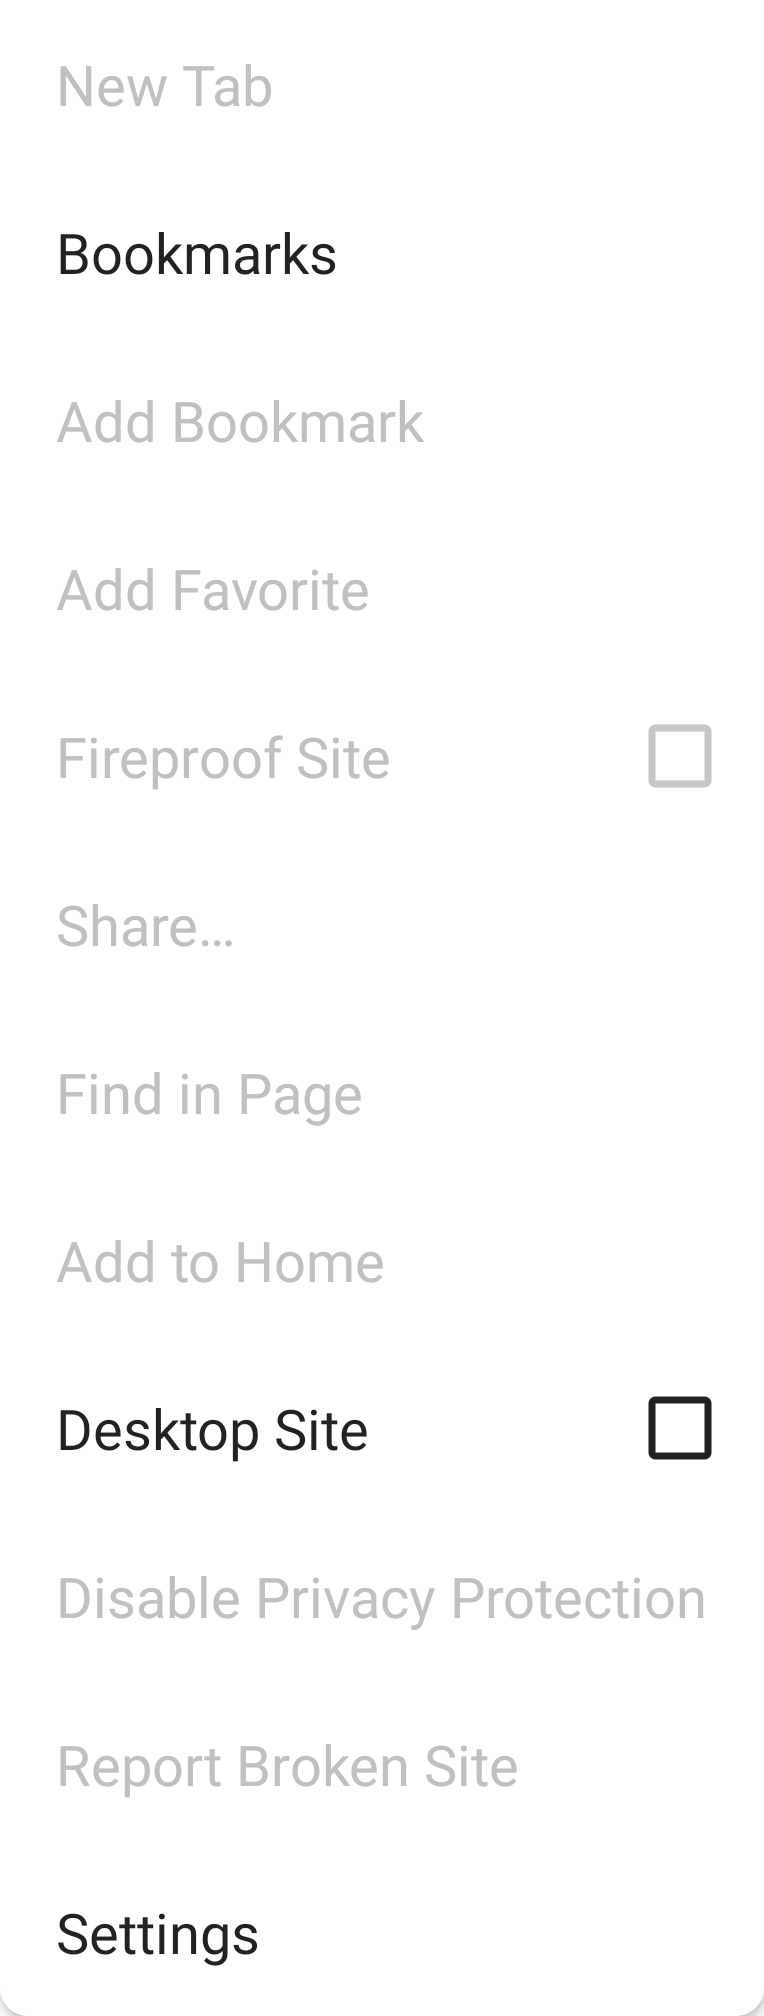 New Tab
Bookmarks
Add Bookmark
Add Favorite
Fireproof Site
Share…
Find in Page
Add to Home
Desktop Site
Disable Privacy Protection
Report Broken Site
Settings